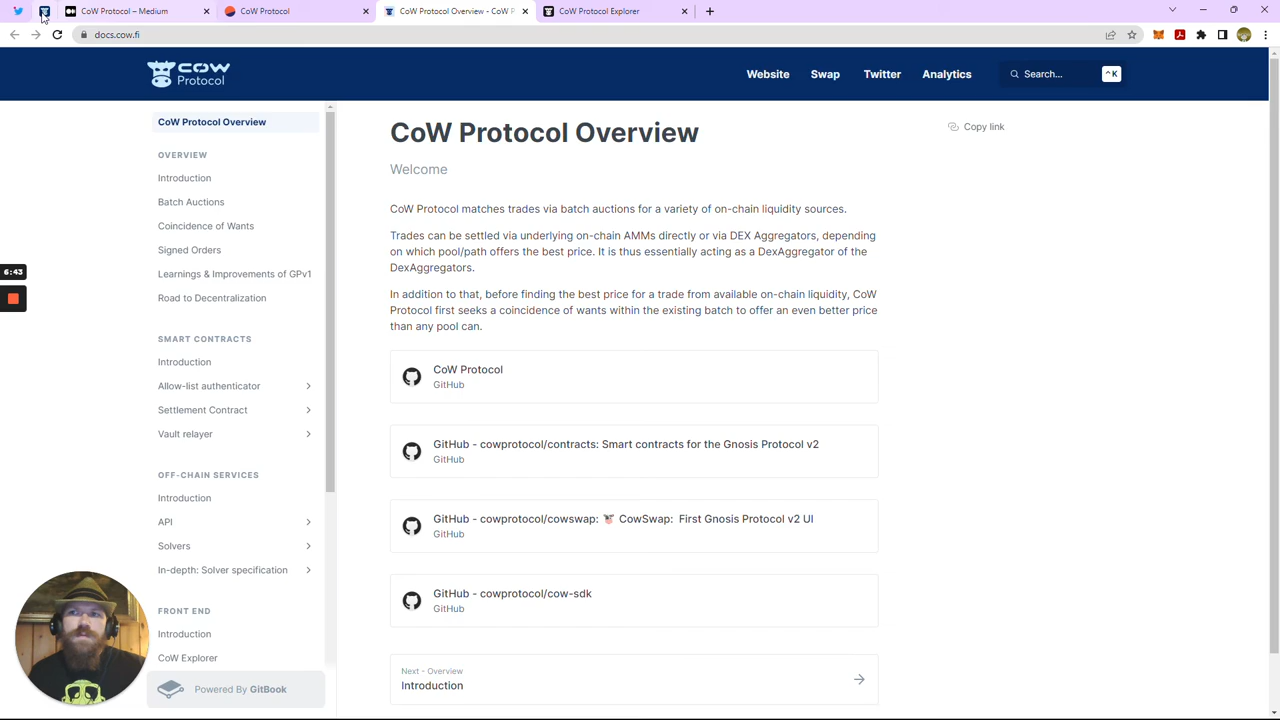 CoW Protocol – Medium
CoW Protocol
CoW Protocol Overview - CoW P
CoW Protocol Explorer
docs.cow.fi
COW
Protocol
Website
Swap
Twitter
Analytics
Search...
^K
CoW Protocol Overview
OVERVIEW
Introduction
Batch Auctions
Coincidence of Wants
Signed Orders
Learnings & Improvements of GPv1
Road to Decentralization
SMART CONTRACTS
Introduction
Allow-list authenticator
Settlement Contract
Vault relayer
OFF-CHAIN SERVICES
Introduction
API
Solvers
In-depth: Solver specification
FRONT END
Introduction
CoW Explorer
Powered By GitBook
6:43
CoW Protocol Overview
Copy link
Welcome
CoW Protocol matches trades via batch auctions for a variety of on-chain liquidity sources.
Trades can be settled via underlying on-chain AMMs directly or via DEX Aggregators, depending
on which pool/path offers the best price. It is thus essentially acting as a DexAggregator of the
DexAggregators.
In addition to that, before finding the best price for a trade from available on-chain liquidity, CoW
Protocol first seeks a coincidence of wants within the existing batch to offer an even better price
than any pool can.
CoW Protocol
GitHub
GitHub - cowprotocol/contracts: Smart contracts for the Gnosis Protocol v2
GitHub
GitHub - cowprotocol/cowswap: 🐮 CowSwap: First Gnosis Protocol v2 UI
GitHub
GitHub - cowprotocol/cow-sdk
GitHub
Next - Overview
Introduction